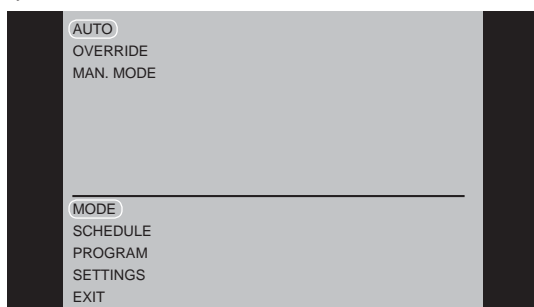 AUTO
OVERRIDE
MAN. MODE
MODE
SCHEDULE
PROGRAM
SETTINGS
EXIT